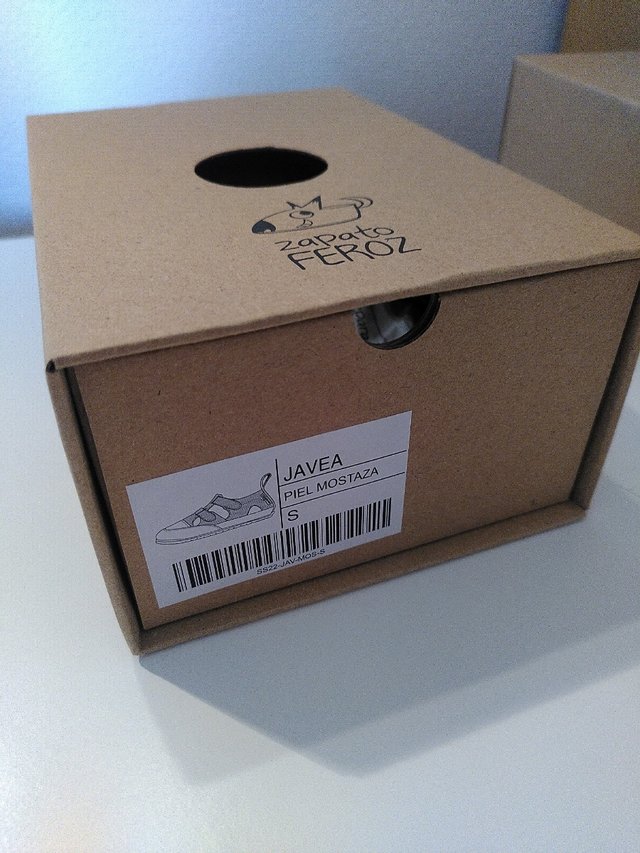 zapato
FEROZ
JAVEA
PIEL MOSTAZA
S
SS22-JAV-MOS-S